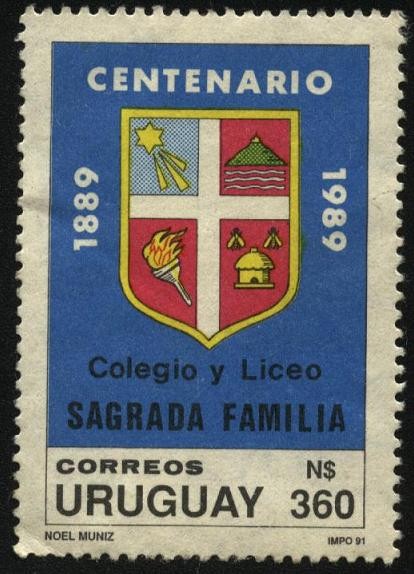 CENTENARIO
1889
1989
Colegio y Liceo
SAGRADA FAMILIA
CORREOS N$
URUGUAY 360
NOEL MUNIZ IMPO 91